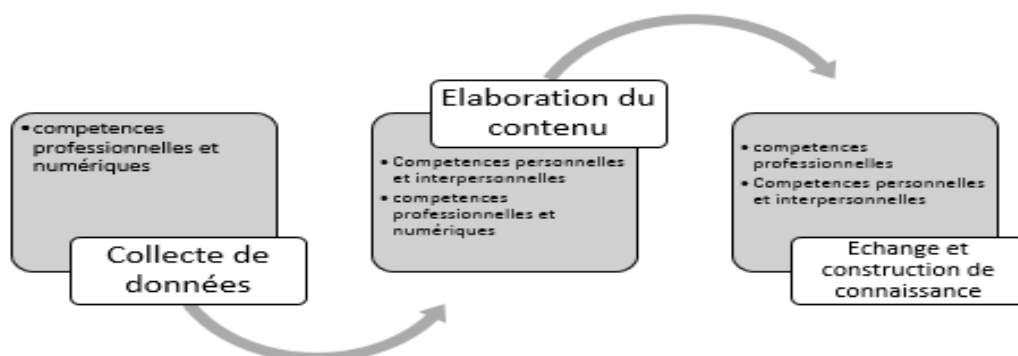 • competences
professionnelles et
numériques
Collecte de
données
Elaboration du
contenu
• Competences personnelles
et interpersonnelles
• competences
professionnelles et
numériques
• competences
professionnelles
• Competences personnelles
et interpersonnelles
Echange et
construction de
connaissance